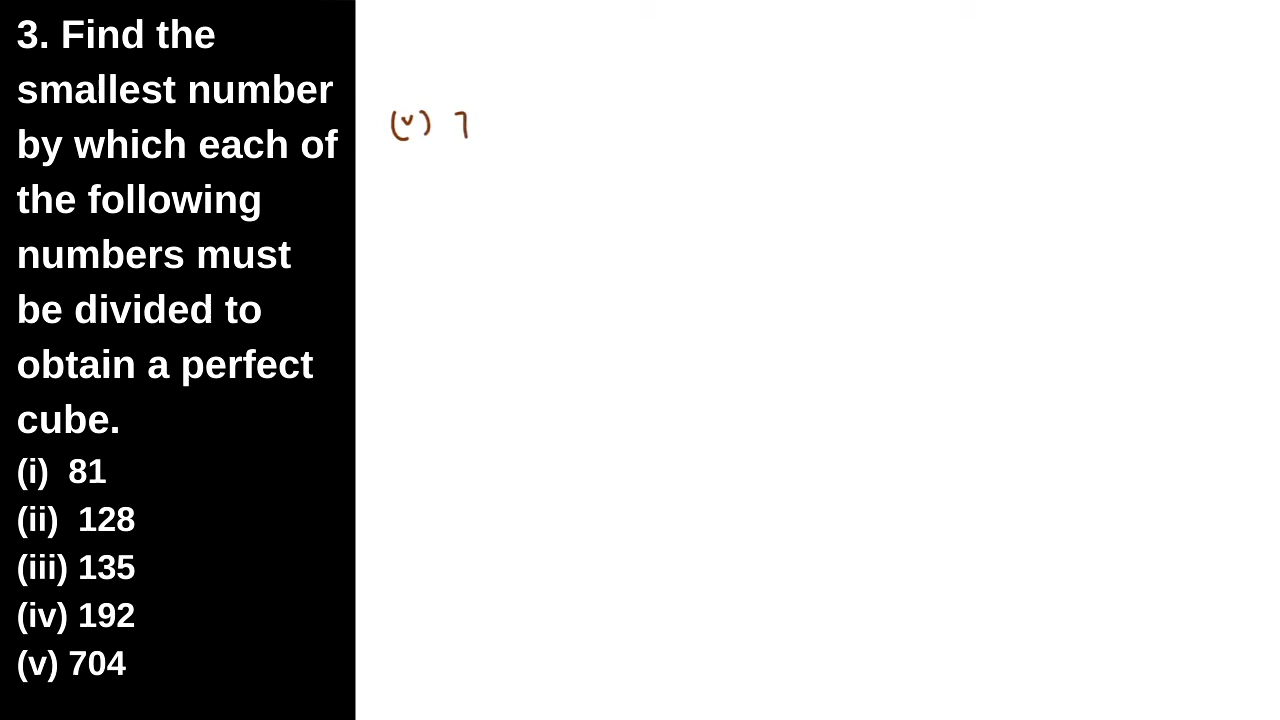 3. Find the
smallest number
by which each of
the following
numbers must
be divided to
obtain a perfect
cube.
(i) 81
(ii) 128
(iii) 135
(iv) 192
(v) 704
(v) 7